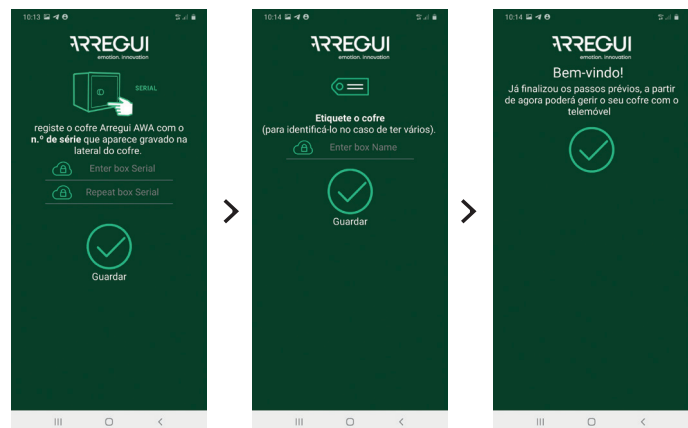 10:13
ARREGUI
emotion. innovation
SERIAL
registe o cofre Arregui AWA com o
n.º de série que aparece gravado na
lateral do cofre.
Enter box Serial
Repeat box Serial
Guardar
10:14
ARREGUI
emotion. innovation
Etiquete o cofre
(para identificá-lo no caso de ter vários).
Enter box Name
Guardar
10:14
ARREGUI
emotion. innovation
Bem-vindo!
Já finalizou os passos prévios, a partir
de agora poderá gerir o seu cofre com o
telemóvel